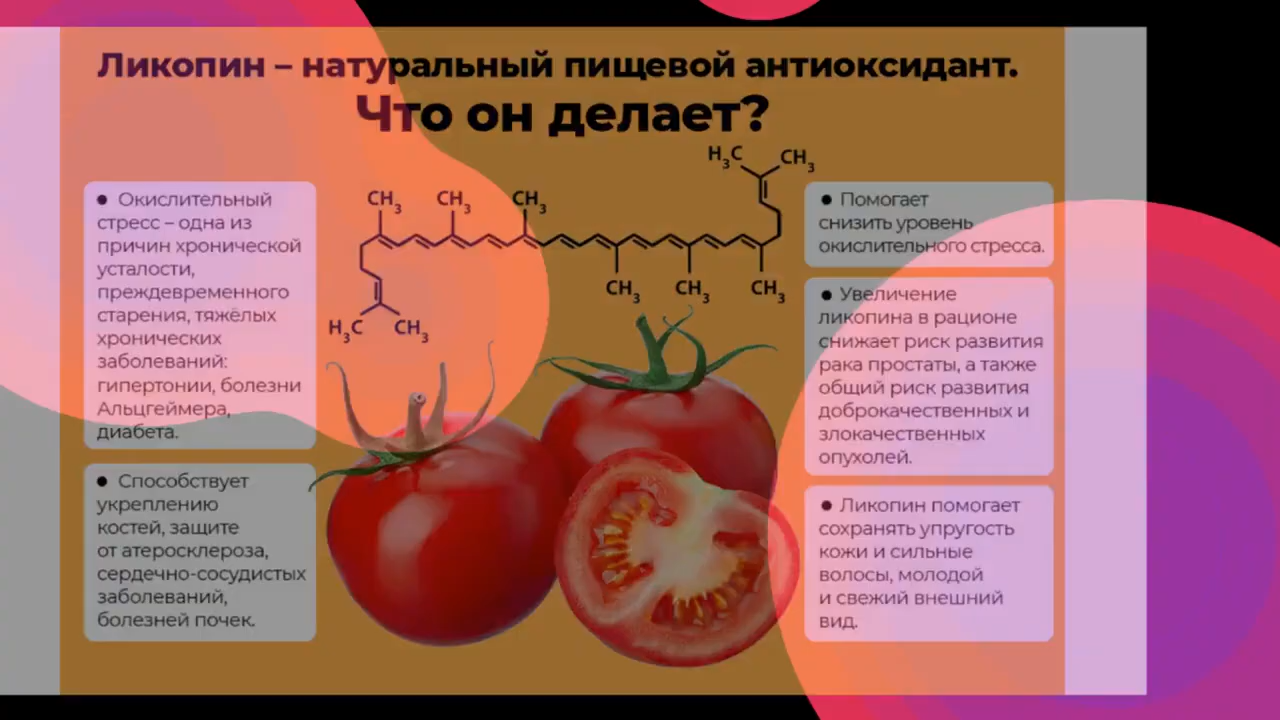 Ликопин – натуральный пищевой антиоксидант.
Что он делает?
● Окислительный
стресс – одна из
причин хронической
усталости,
преждевременного
старения, тяжёлых
хронических
заболеваний:
гипертонии, болезни
Альцгеймера,
диабета.
● Способствует
укреплению
костей, защите
от атеросклероза,
сердечно-сосудистых
заболеваний,
болезней почек.
H3C CH3
CH3 CH3 CH3
CH3 CH3 CH3
H3C CH3
● Помогает
снизить уровень
окислительного стресса.
● Увеличение
ликопина в рационе
снижает риск развития
рака простаты, а также
общий риск развития
доброкачественных и
злокачественных
опухолей.
● Ликопин помогает
сохранять упругость
кожи и сильные
волосы, молодой
и свежий внешний
вид.